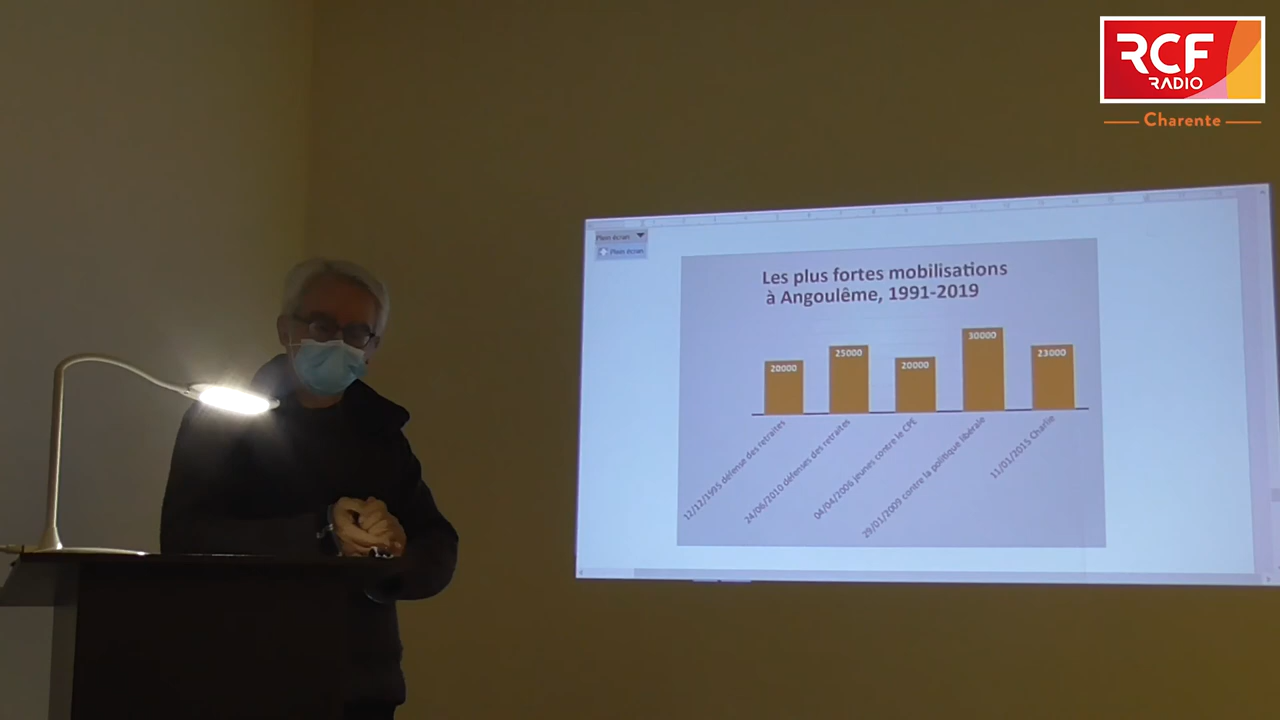 RCF
RADIO
Charente
Plein écran
Plein écran
Les plus fortes mobilisations
à Angoulême, 1991-2019
20000
25000
20000
30000
23000
12/12/1995 défense des retraites
24/06/2010 défenses des retraites
04/04/2006 jeunes contre le CPE
29/01/2009 contre la politique libérale
11/01/2015 Charlie